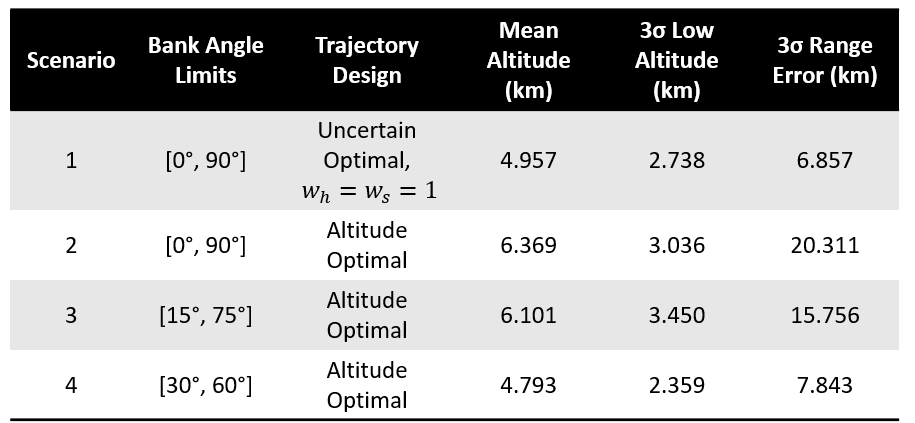 Scenario Bank Angle Limits Trajectory Design Mean Altitude (km) 3σ Low Altitude (km) 3σ Range Error (km)
1 [0°, 90°] Uncertain Optimal, 𝑤ₕ = 𝑤ₛ = 1 4.957 2.738 6.857
2 [0°, 90°] Altitude Optimal 6.369 3.036 20.311
3 [15°, 75°] Altitude Optimal 6.101 3.450 15.756
4 [30°, 60°] Altitude Optimal 4.793 2.359 7.843